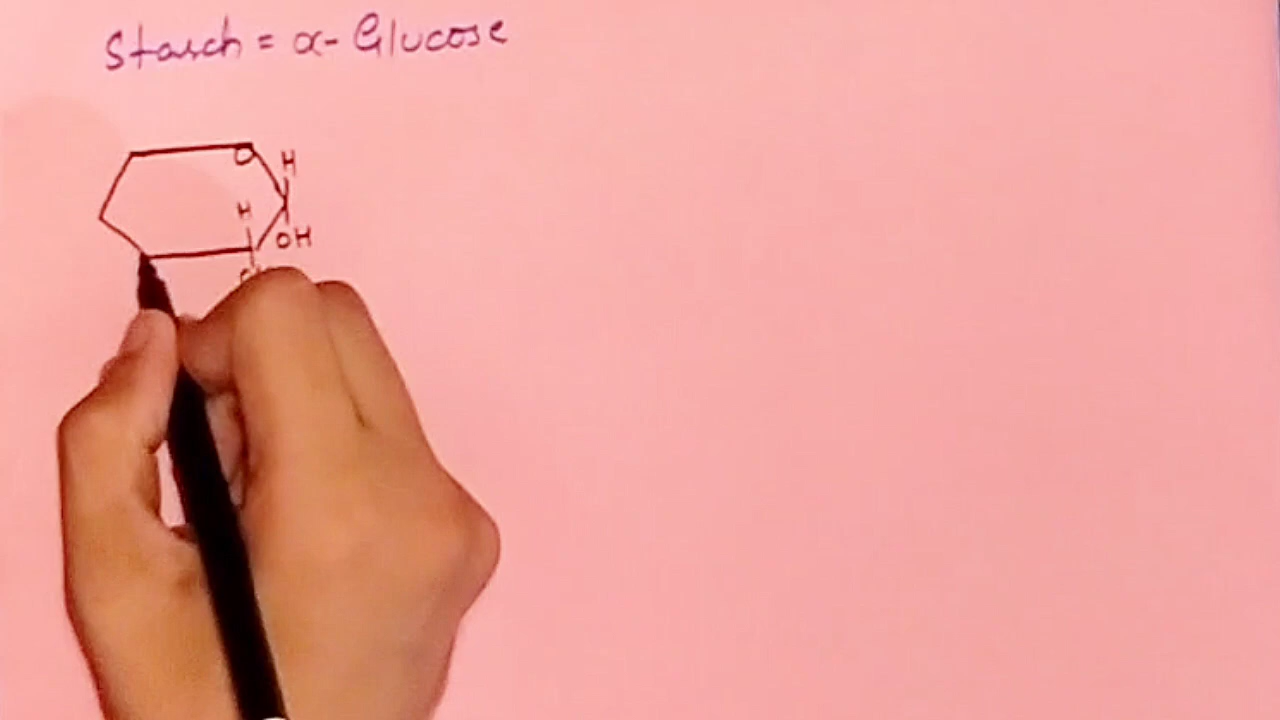 Starch = α- Glucose
O H
H
OH